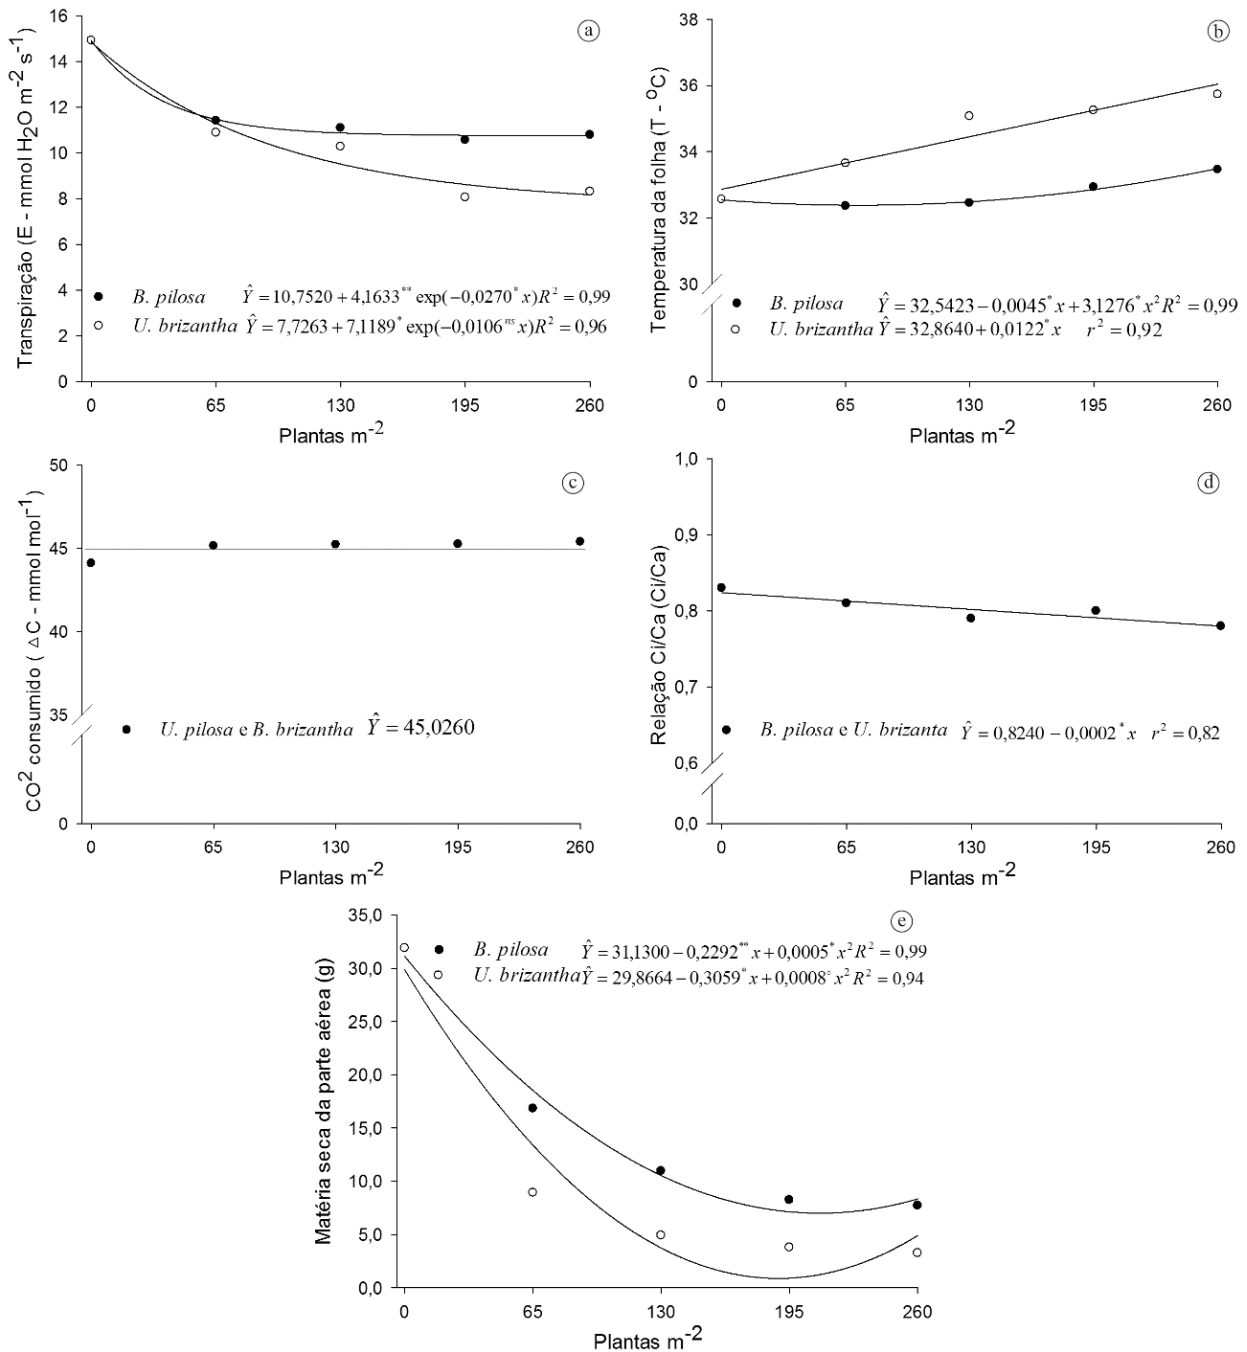 16
14
12
10
8
6
4
2
0
Transpiração (E - mmol H2O m-2 s-1)
a
B. pilosa Ŷ = 10,7520 + 4,1633** exp(−0,0270* x)R2 = 0,99
U. brizantha Ŷ = 7,7263 + 7,1189* exp(−0,0106ns x)R2 = 0,96
0 65 130 195 260
Plantas m-2
38
36
34
32
30
0
Temperatura da folha (T - oC)
b
B. pilosa Ŷ = 32,5423 − 0,0045* x + 3,1276* x2 R2 = 0,99
U. brizantha Ŷ = 32,8640 + 0,0122* x r2 = 0,92
0 65 130 195 260
Plantas m-2
50
45
40
35
0
CO2 consumido ( △C - mmol mol-1)
c
U. pilosa e B. brizantha Ŷ = 45,0260
0 65 130 195 260
Plantas m-2
1,0
0,9
0,8
0,7
0,6
0,0
Relação Ci/Ca (Ci/Ca)
d
B. pilosa e U. brizanta Ŷ = 0,8240 − 0,0002* x r2 = 0,82
0 65 130 195 260
Plantas m-2
35,0
30,0
25,0
20,0
15,0
10,0
5,0
0,0
Matéria seca da parte aérea (g)
e
B. pilosa Ŷ = 31,1300 − 0,2292** x + 0,0005* x2 R2 = 0,99
U. brizantha Ŷ = 29,8664 − 0,3059* x + 0,0008° x2 R2 = 0,94
0 65 130 195 260
Plantas m-2